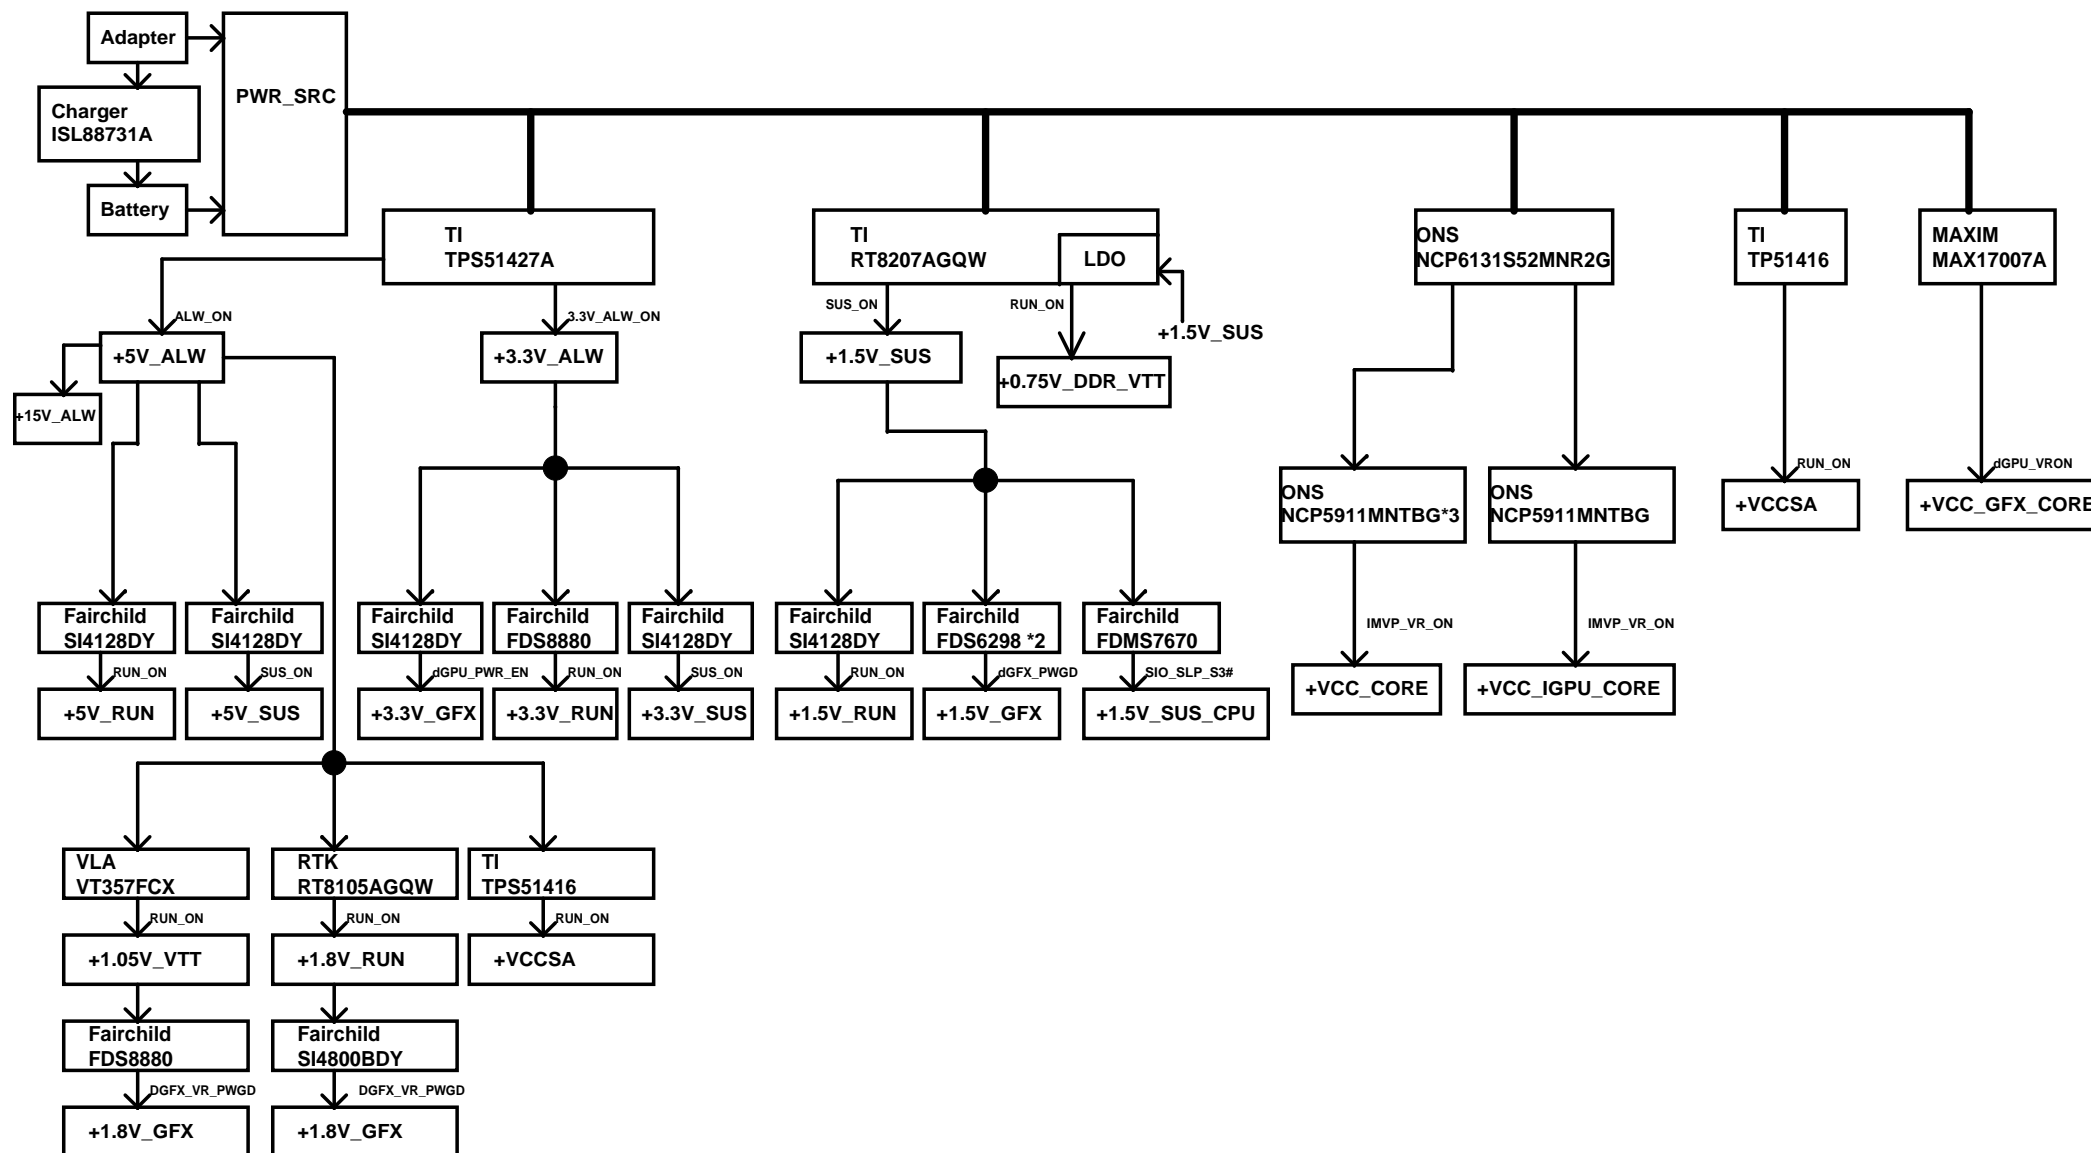 Adapter
PWR_SRC
Charger
ISL88731A
Battery
TI
TPS51427A
TI
RT8207AGQW
LDO
ONS
NCP6131S52MNR2G
TI
TP51416
MAXIM
MAX17007A
ALW_ON
3.3V_ALW_ON
SUS_ON
RUN_ON
+1.5V_SUS
+5V_ALW
+3.3V_ALW
+1.5V_SUS
+0.75V_DDR_VTT
+15V_ALW
RUN_ON
dGPU_VRON
ONS
NCP5911MNTBG*3
ONS
NCP5911MNTBG
+VCCSA
+VCC_GFX_CORE
Fairchild
SI4128DY
Fairchild
SI4128DY
Fairchild
SI4128DY
Fairchild
FDS8880
Fairchild
SI4128DY
Fairchild
SI4128DY
Fairchild
FDS6298 *2
Fairchild
FDMS7670
IMVP_VR_ON
IMVP_VR_ON
RUN_ON
SUS_ON
dGPU_PWR_EN
RUN_ON
SUS_ON
RUN_ON
dGFX_PWGD
SIO_SLP_S3#
+5V_RUN
+5V_SUS
+3.3V_GFX
+3.3V_RUN
+3.3V_SUS
+1.5V_RUN
+1.5V_GFX
+1.5V_SUS_CPU
+VCC_CORE
+VCC_IGPU_CORE
VLA
VT357FCX
RTK
RT8105AGQW
TI
TPS51416
RUN_ON
RUN_ON
RUN_ON
+1.05V_VTT
+1.8V_RUN
+VCCSA
Fairchild
FDS8880
Fairchild
SI4800BDY
DGFX_VR_PWGD
DGFX_VR_PWGD
+1.8V_GFX
+1.8V_GFX